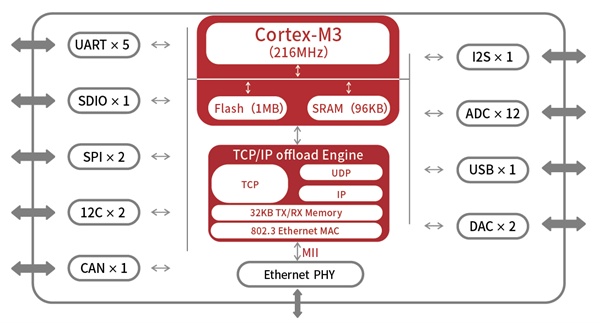 Cortex-M3
(216MHz)
Flash (1MB)
SRAM (96KB)
UART × 5
SDIO × 1
SPI × 2
12C × 2
CAN × 1
TCP/IP offload Engine
TCP
UDP
IP
32KB TX/RX Memory
802.3 Ethernet MAC
MII
Ethernet PHY
I2S × 1
ADC × 12
USB × 1
DAC × 2